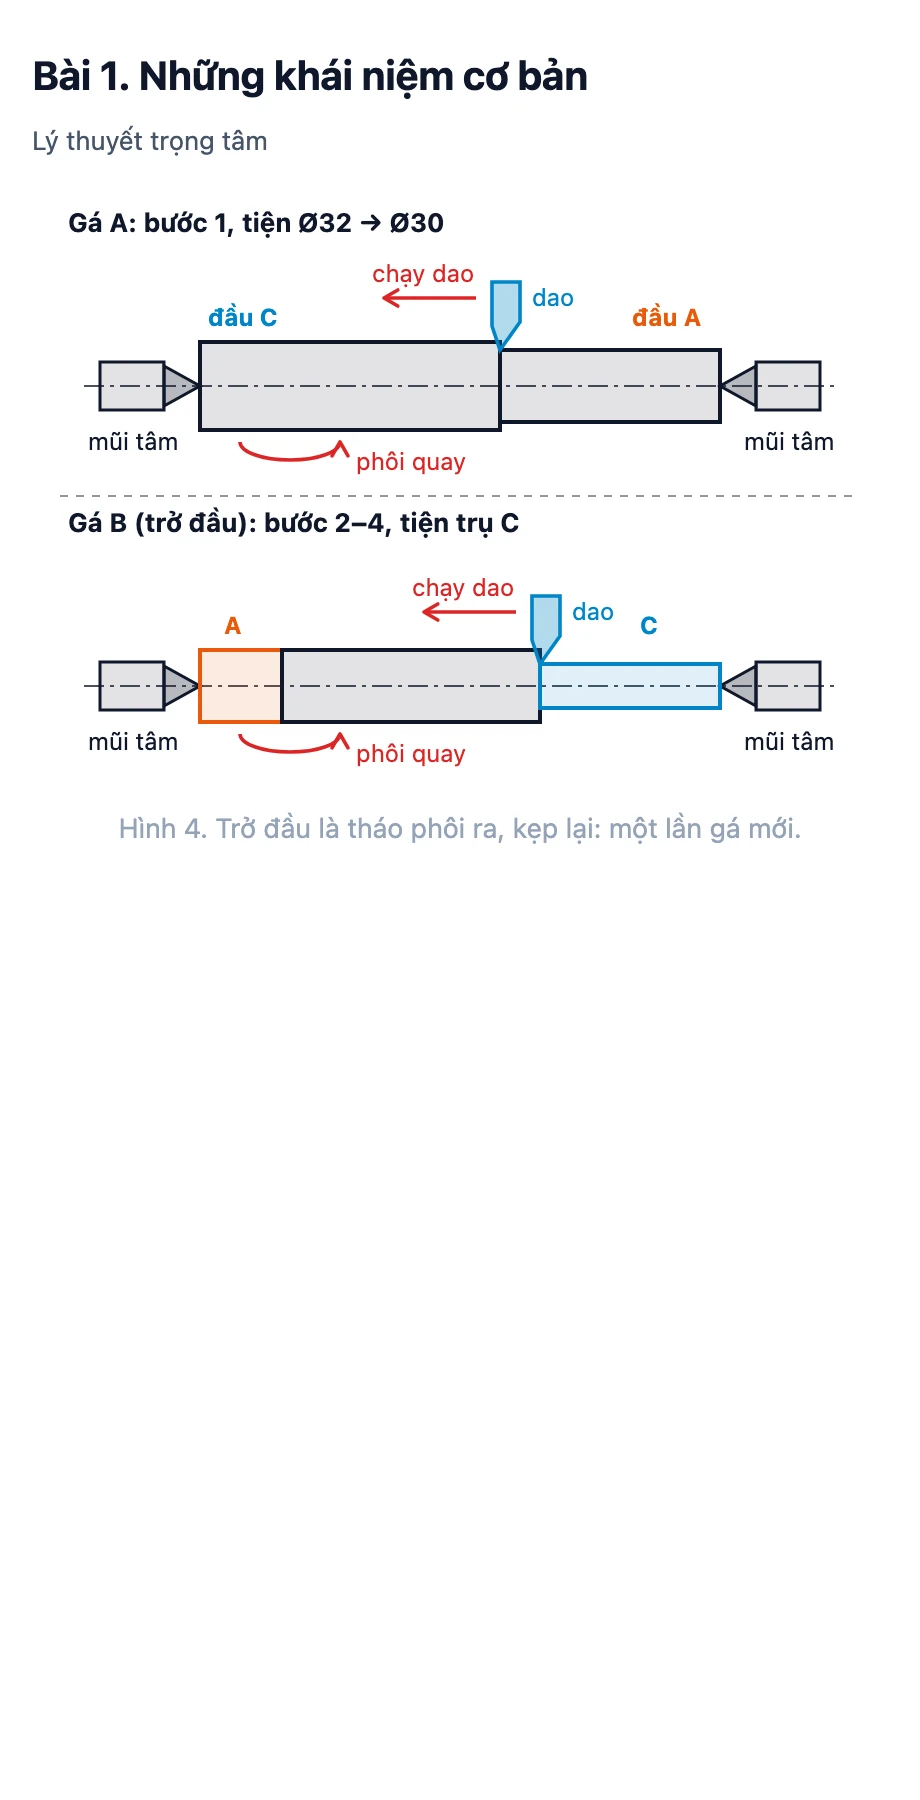 Bài 1. Những khái niệm cơ bản
Lý thuyết trọng tâm
Gá A: bước 1, tiện Ø32 → Ø30
chạy dao
dao
đầu C
đầu A
mũi tâm
mũi tâm
phôi quay
Gá B (trở đầu): bước 2–4, tiện trụ C
chạy dao
dao
A
C
mũi tâm
mũi tâm
phôi quay
Hình 4. Trở đầu là tháo phôi ra, kẹp lại: một lần gá mới.